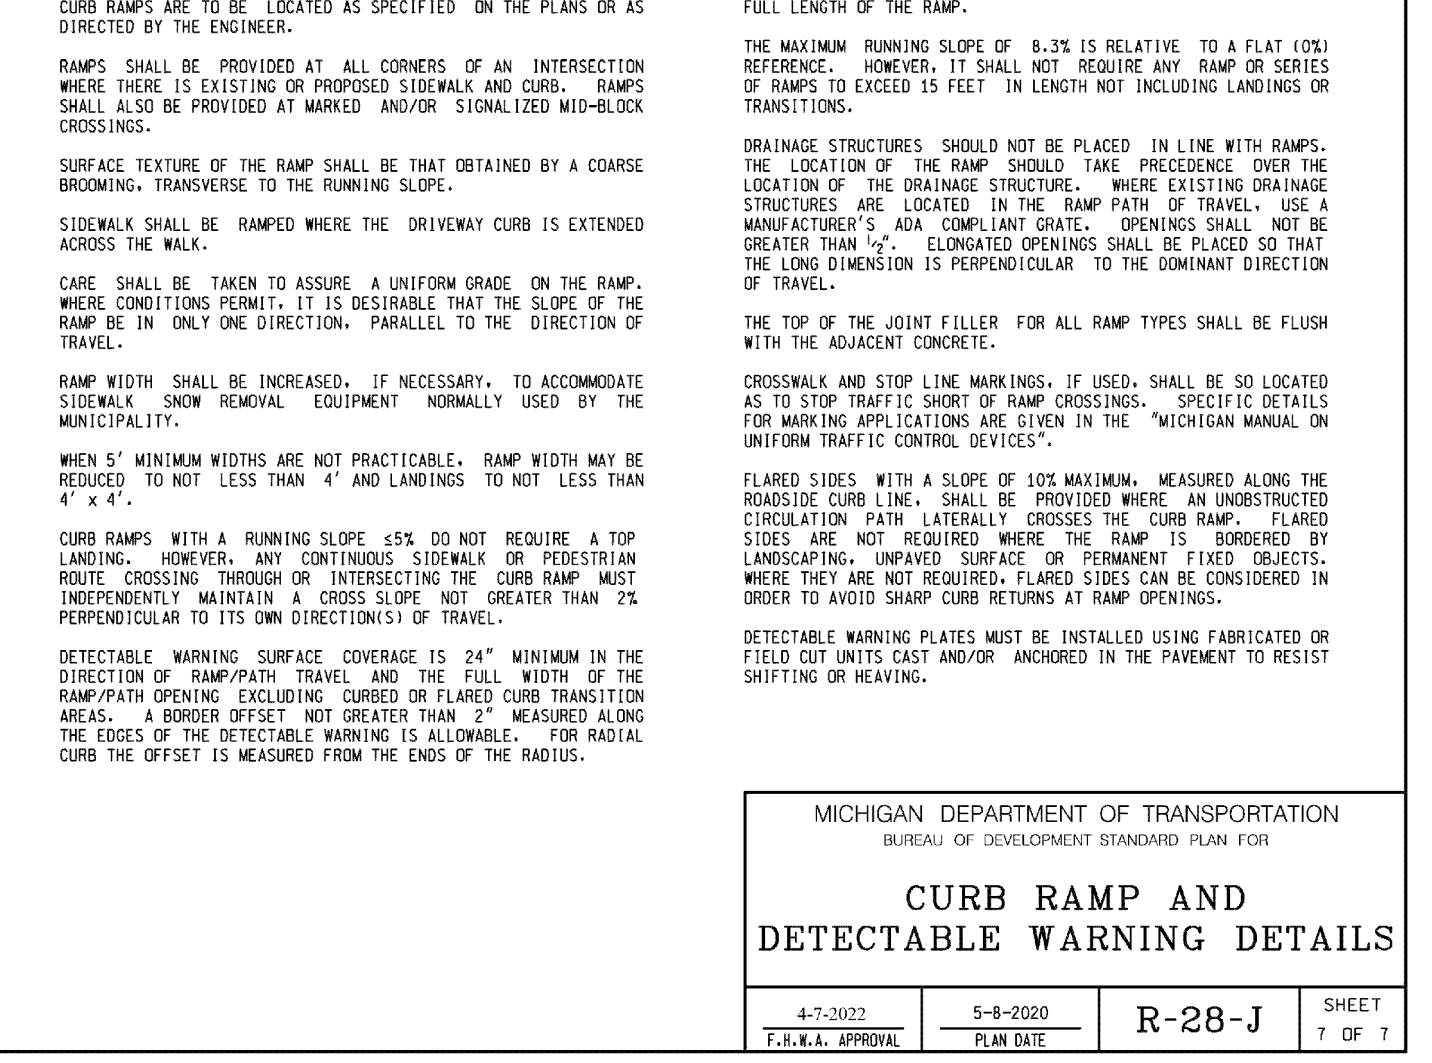 CURB RAMPS ARE TO BE LOCATED AS SPECIFIED ON THE PLANS OR AS
DIRECTED BY THE ENGINEER.
RAMPS SHALL BE PROVIDED AT ALL CORNERS OF AN INTERSECTION
WHERE THERE IS EXISTING OR PROPOSED SIDEWALK AND CURB. RAMPS
SHALL ALSO BE PROVIDED AT MARKED AND/OR SIGNALIZED MID-BLOCK
CROSSINGS.
SURFACE TEXTURE OF THE RAMP SHALL BE THAT OBTAINED BY A COARSE
BROOMING, TRANSVERSE TO THE RUNNING SLOPE.
SIDEWALK SHALL BE RAMPED WHERE THE DRIVEWAY CURB IS EXTENDED
ACROSS THE WALK.
CARE SHALL BE TAKEN TO ASSURE A UNIFORM GRADE ON THE RAMP.
WHERE CONDITIONS PERMIT, IT IS DESIRABLE THAT THE SLOPE OF THE
RAMP BE IN ONLY ONE DIRECTION, PARALLEL TO THE DIRECTION OF
TRAVEL.
RAMP WIDTH SHALL BE INCREASED, IF NECESSARY, TO ACCOMMODATE
SIDEWALK SNOW REMOVAL EQUIPMENT NORMALLY USED BY THE
MUNICIPALITY.
WHEN 5' MINIMUM WIDTHS ARE NOT PRACTICABLE, RAMP WIDTH MAY BE
REDUCED TO NOT LESS THAN 4' AND LANDINGS TO NOT LESS THAN
4' x 4'.
CURB RAMPS WITH A RUNNING SLOPE ≤5% DO NOT REQUIRE A TOP
LANDING. HOWEVER, ANY CONTINUOUS SIDEWALK OR PEDESTRIAN
ROUTE CROSSING THROUGH OR INTERSECTING THE CURB RAMP MUST
INDEPENDENTLY MAINTAIN A CROSS SLOPE NOT GREATER THAN 2%
PERPENDICULAR TO ITS OWN DIRECTION(S) OF TRAVEL.
DETECTABLE WARNING SURFACE COVERAGE IS 24" MINIMUM IN THE
DIRECTION OF RAMP/PATH TRAVEL AND THE FULL WIDTH OF THE
RAMP/PATH OPENING EXCLUDING CURBED OR FLARED CURB TRANSITION
AREAS. A BORDER OFFSET NOT GREATER THAN 2" MEASURED ALONG
THE EDGES OF THE DETECTABLE WARNING IS ALLOWABLE. FOR RADIAL
CURB THE OFFSET IS MEASURED FROM THE ENDS OF THE RADIUS.
FULL LENGTH OF THE RAMP.
THE MAXIMUM RUNNING SLOPE OF 8.3% IS RELATIVE TO A FLAT (0%)
REFERENCE. HOWEVER, IT SHALL NOT REQUIRE ANY RAMP OR SERIES
OF RAMPS TO EXCEED 15 FEET IN LENGTH NOT INCLUDING LANDINGS OR
TRANSITIONS.
DRAINAGE STRUCTURES SHOULD NOT BE PLACED IN LINE WITH RAMPS.
THE LOCATION OF THE RAMP SHOULD TAKE PRECEDENCE OVER THE
LOCATION OF THE DRAINAGE STRUCTURE. WHERE EXISTING DRAINAGE
STRUCTURES ARE LOCATED IN THE RAMP PATH OF TRAVEL, USE A
MANUFACTURER'S ADA COMPLIANT GRATE. OPENINGS SHALL NOT BE
GREATER THAN 1/2". ELONGATED OPENINGS SHALL BE PLACED SO THAT
THE LONG DIMENSION IS PERPENDICULAR TO THE DOMINANT DIRECTION
OF TRAVEL.
THE TOP OF THE JOINT FILLER FOR ALL RAMP TYPES SHALL BE FLUSH
WITH THE ADJACENT CONCRETE.
CROSSWALK AND STOP LINE MARKINGS, IF USED, SHALL BE SO LOCATED
AS TO STOP TRAFFIC SHORT OF RAMP CROSSINGS. SPECIFIC DETAILS
FOR MARKING APPLICATIONS ARE GIVEN IN THE "MICHIGAN MANUAL ON
UNIFORM TRAFFIC CONTROL DEVICES".
FLARED SIDES WITH A SLOPE OF 10% MAXIMUM, MEASURED ALONG THE
ROADSIDE CURB LINE, SHALL BE PROVIDED WHERE AN UNOBSTRUCTED
CIRCULATION PATH LATERALLY CROSSES THE CURB RAMP. FLARED
SIDES ARE NOT REQUIRED WHERE THE RAMP IS BORDERED BY
LANDSCAPING, UNPAVED SURFACE OR PERMANENT FIXED OBJECTS.
WHERE THEY ARE NOT REQUIRED, FLARED SIDES CAN BE CONSIDERED IN
ORDER TO AVOID SHARP CURB RETURNS AT RAMP OPENINGS.
DETECTABLE WARNING PLATES MUST BE INSTALLED USING FABRICATED OR
FIELD CUT UNITS CAST AND/OR ANCHORED IN THE PAVEMENT TO RESIST
SHIFTING OR HEAVING.
MICHIGAN DEPARTMENT OF TRANSPORTATION
BUREAU OF DEVELOPMENT STANDARD PLAN FOR
CURB RAMP AND
DETECTABLE WARNING DETAILS
4-7-2022
F.H.W.A. APPROVAL
5-8-2020
PLAN DATE
R-28-J
SHEET
7 OF 7